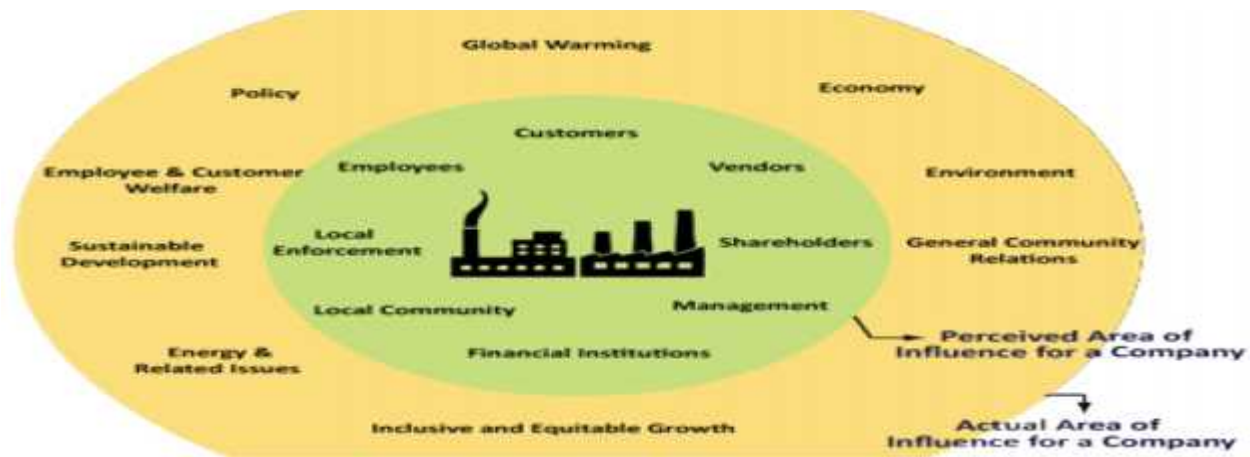 Global Warming
Policy
Economy
Customers
Employees
Vendors
Employee & Customer
Welfare
Environment
Local
Enforcement
Shareholders
Sustainable
Development
General Community
Relations
Local Community
Management
Energy &
Related Issues
Financial Institutions
Perceived Area of
Influence for a Company
Inclusive and Equitable Growth
Actual Area of
Influence for a Company